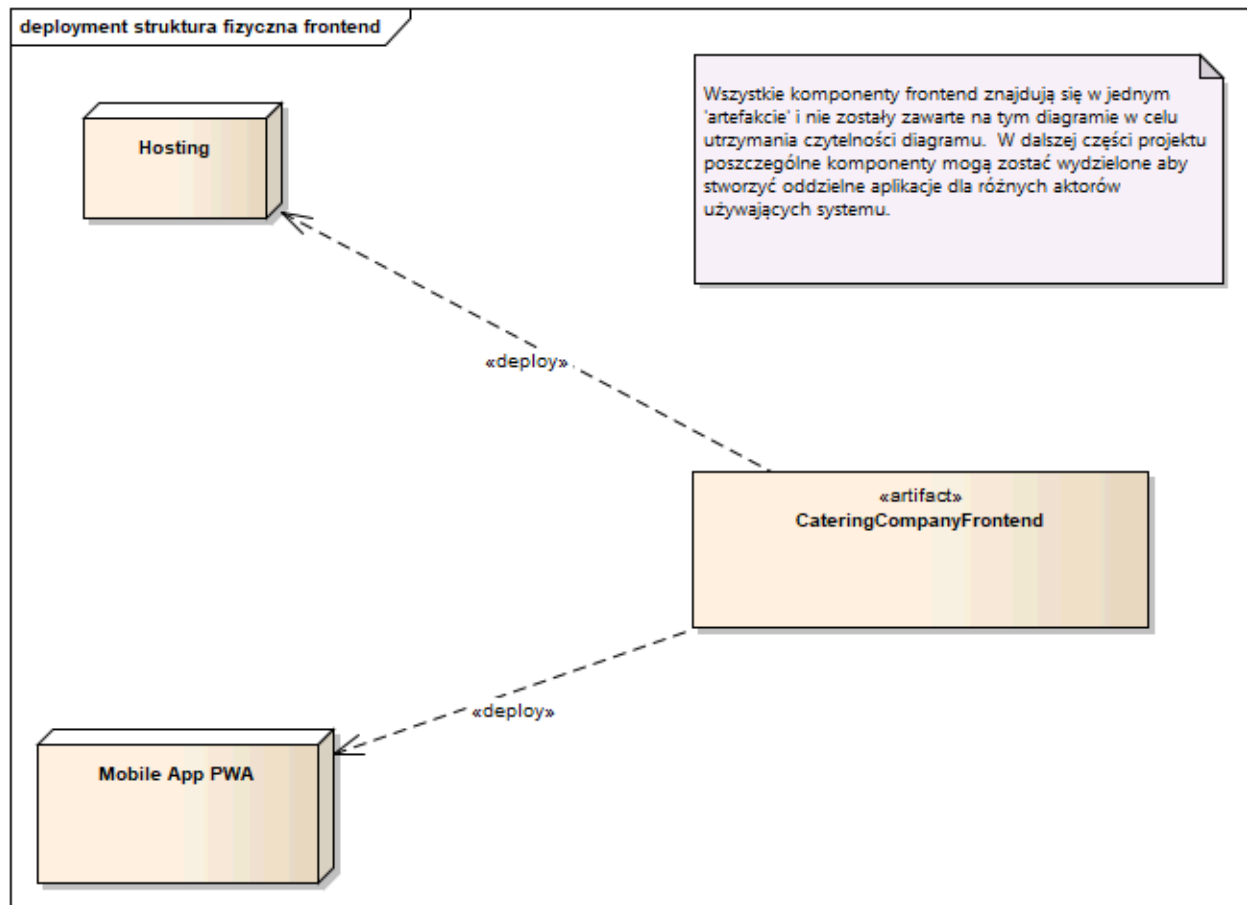 deployment struktura fizyczna frontend
Hosting
Wszystkie komponenty frontend znajdują się w jednym
'artefakcie' i nie zostały zawarte na tym diagramie w celu
utrzymania czytelności diagramu.  W dalszej części projektu
poszczególne komponenty mogą zostać wydzielone aby
stworzyć oddzielne aplikacje dla różnych aktorów
używających systemu.
«deploy»
«artifact»
CateringCompanyFrontend
«deploy»
Mobile App PWA